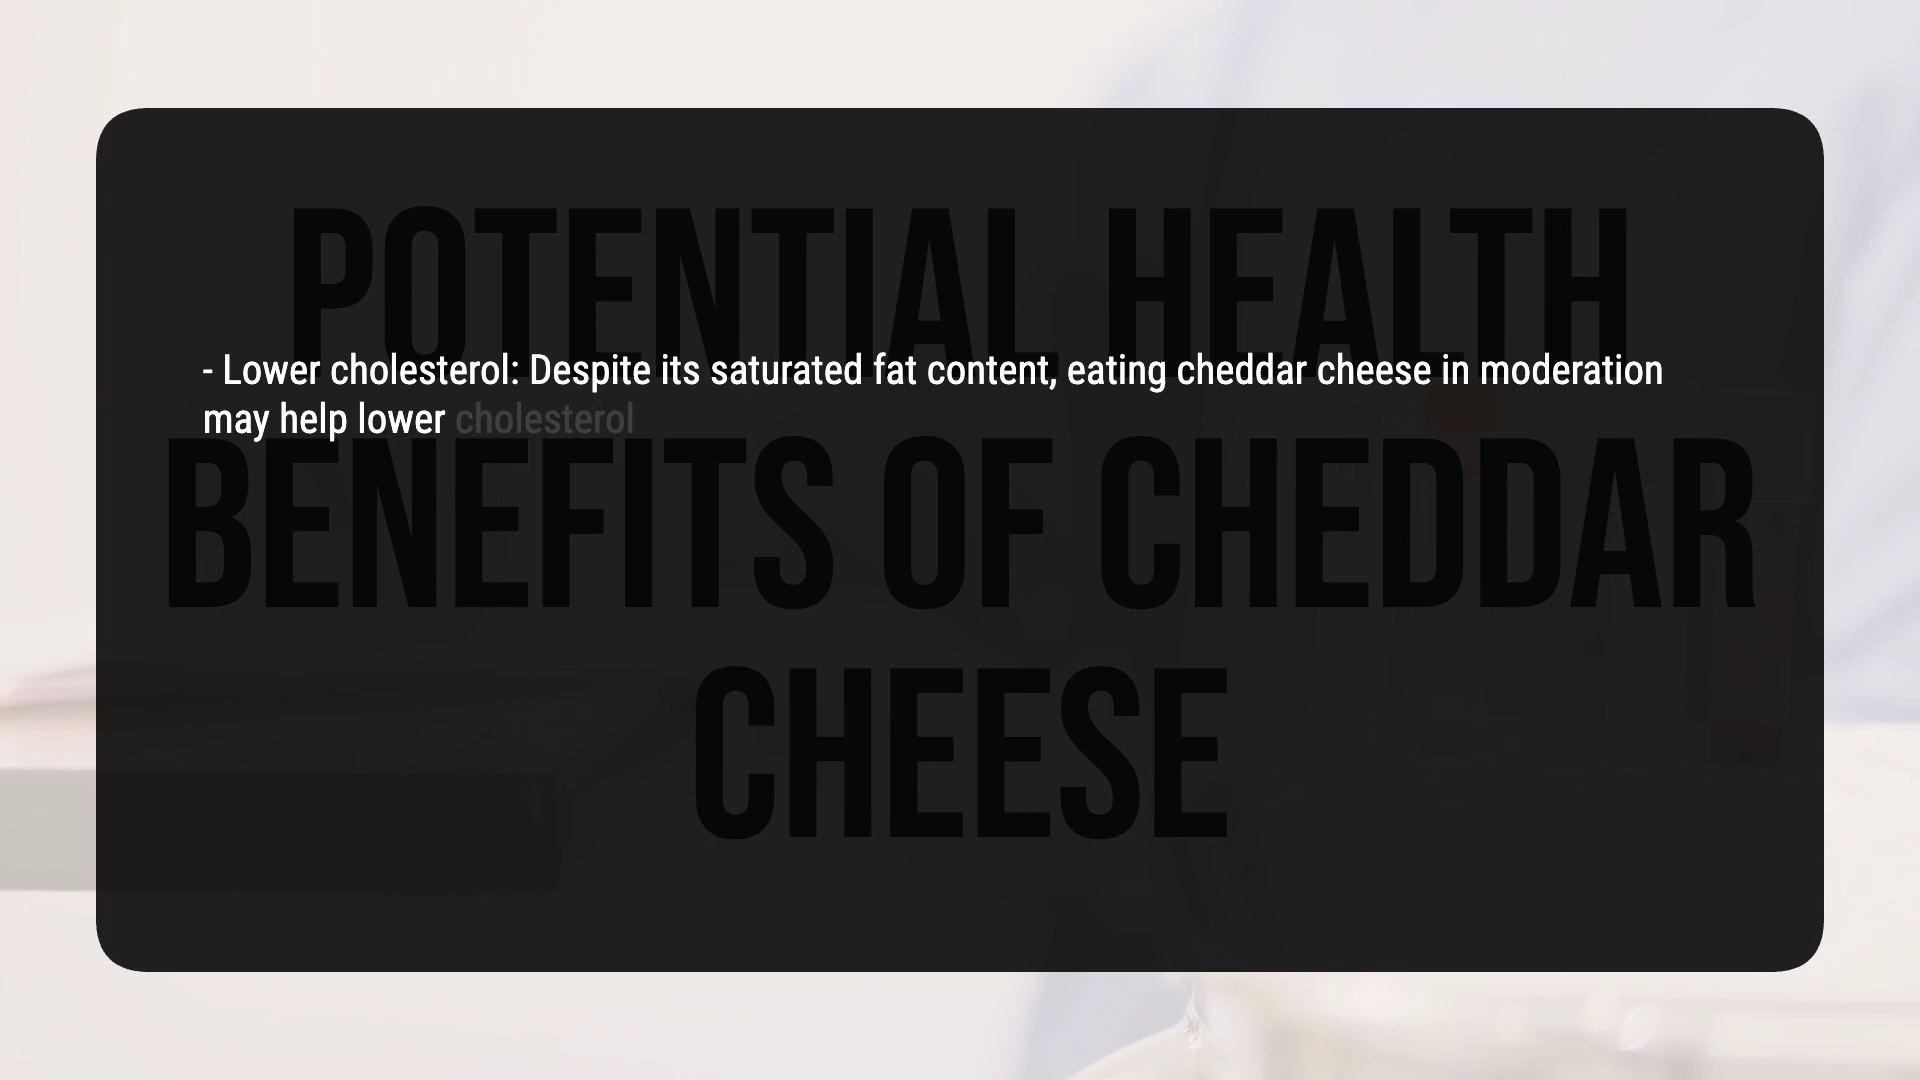 POTENTIAL HEALTH
- Lower cholesterol: Despite its saturated fat content, eating cheddar cheese in moderation
may help lower cholesterol
BENEFITS OF CHEDDAR
CHEESE